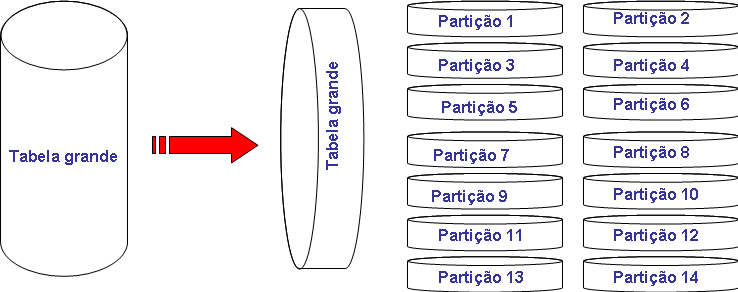 Tabela grande
Tabela grande
Partição 1
Partição 2
Partição 3
Partição 4
Partição 5
Partição 6
Partição 7
Partição 8
Partição 9
Partição 10
Partição 11
Partição 12
Partição 13
Partição 14